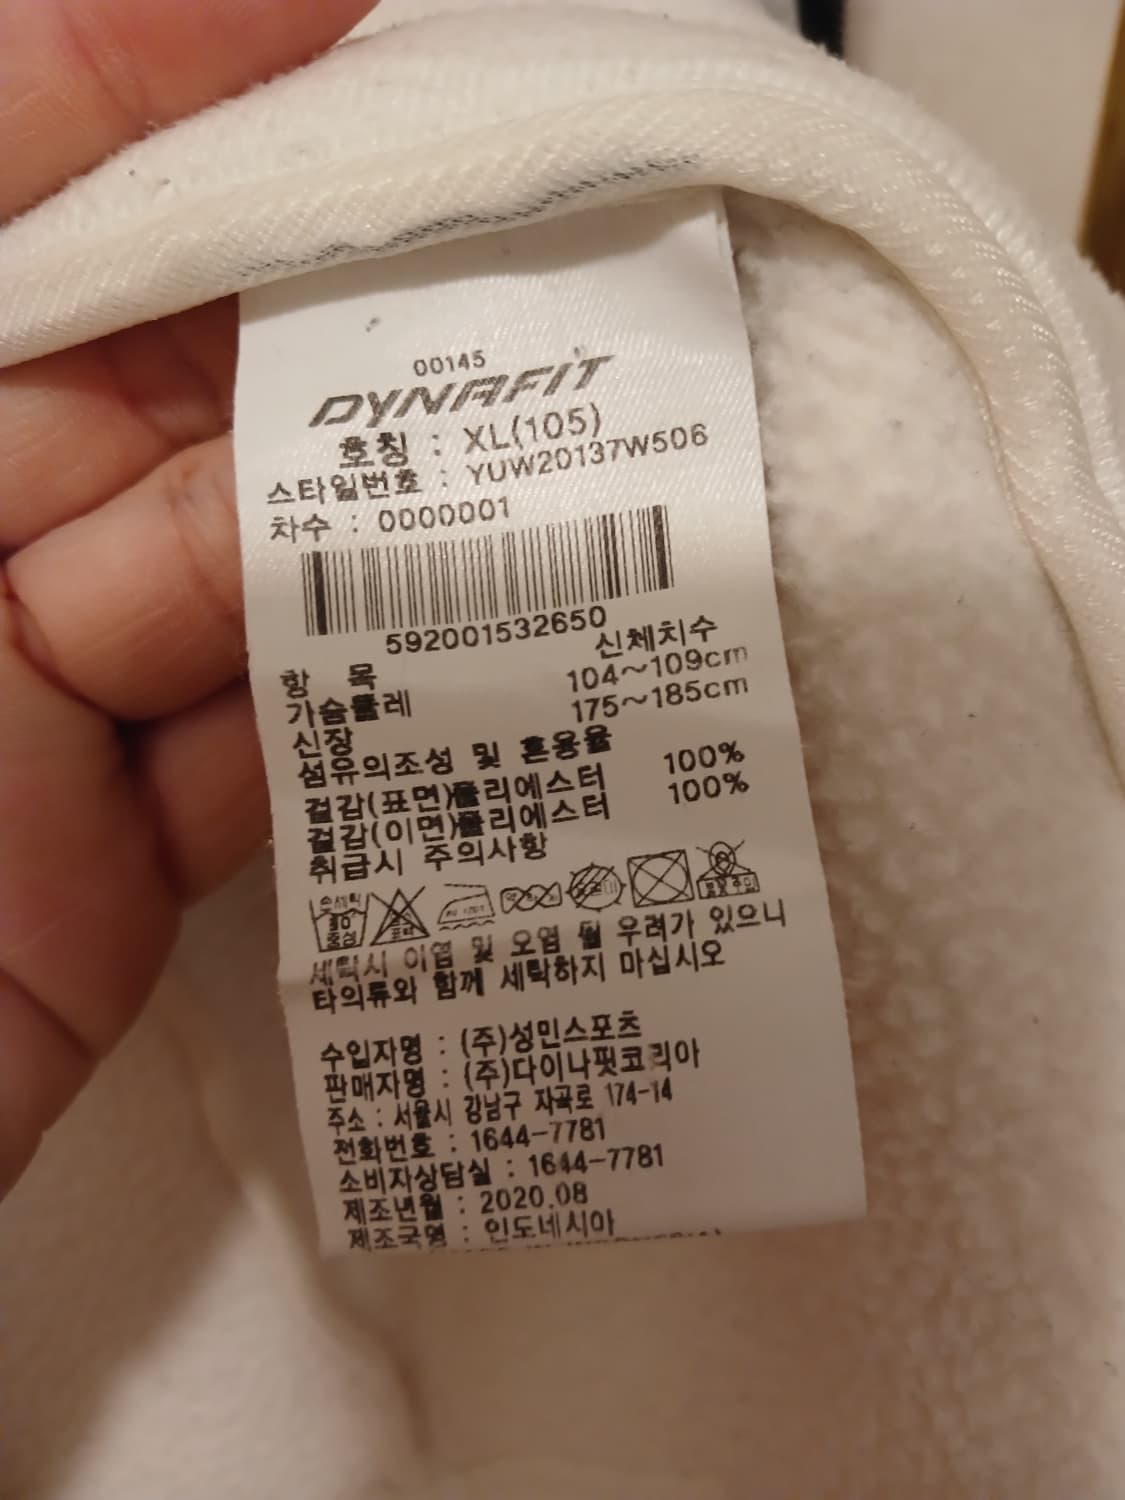 00145
DYNAFIT
호칭 : XL(105)
스타일번호 : YUW20137W506
차수 : 0000001
592001532650
항 목 신체치수
가슴둘레 104~109cm
신장 175~185cm
섬유의조성 및 혼용율
겉감(표면)폴리에스터 100%
겉감(이면)폴리에스터 100%
취급시 주의사항
손세탁
30
중성
세탁시 이염 및 오염 될 우려가 있으니
타의류와 함께 세탁하지 마십시오
수입자명 : (주)성민스포츠
판매자명 : (주)다이나핏코리아
주소 : 서울시 강남구 자곡로 174-14
전화번호 : 1644-7781
소비자상담실 : 1644-7781
제조년월 : 2020.08
제조국명 : 인도네시아